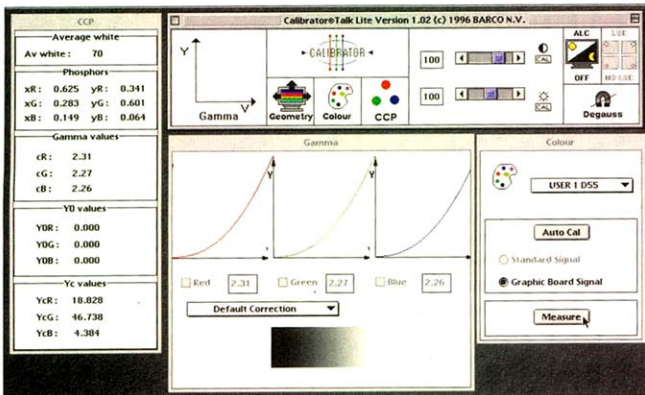 CCP
Average white
Av white : 70
Phosphors
xR : 0.625 yR : 0.341
xG : 0.283 yG : 0.601
xB : 0.149 yB : 0.064
Gamma values
cR : 2.31
cG : 2.27
cB : 2.26
Y0 values
Y0R : 0.000
Y0G : 0.000
Y0B : 0.000
Yc values
YcR : 18.828
YcG : 46.738
YcB : 4.384
Calibrator®Talk Lite Version 1.02 (c) 1996 BARCO N.V.
Y
V
Gamma
CALIBRATOR
Geometry
Colour
CCP
100
CAL
100
CAL
ALC
OFF
LUE
NO LUE
Degauss
Gamma
Y
Y
Y
Red 2.31 Green 2.27 Blue 2.26
Default Correction
Colour
USER 1 D55
Auto Cal
Standard Signal
Graphic Board Signal
Measure